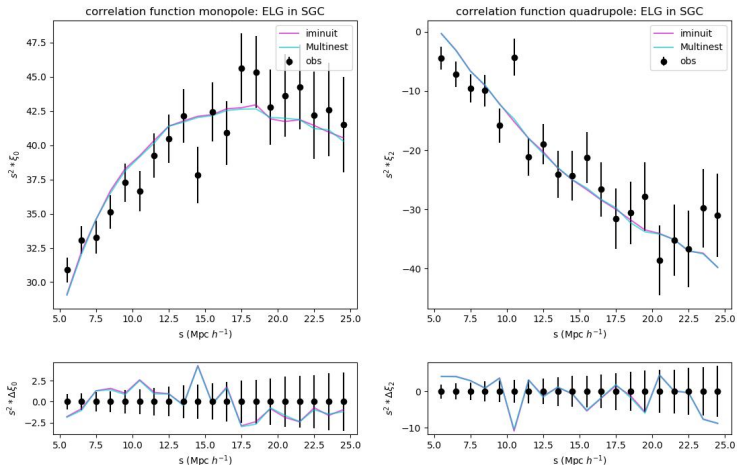 correlation function monopole: ELG in SGC
iminuit
Multinest
obs
47.5
45.0
42.5
40.0
37.5
35.0
32.5
30.0
s² * ξ₀
5.0 7.5 10.0 12.5 15.0 17.5 20.0 22.5 25.0
s (Mpc h⁻¹)
correlation function quadrupole: ELG in SGC
iminuit
Multinest
obs
0
−10
−20
−30
−40
s² * ξ₂
5.0 7.5 10.0 12.5 15.0 17.5 20.0 22.5 25.0
s (Mpc h⁻¹)
2.5
0.0
−2.5
s² * Δξ₀
5.0 7.5 10.0 12.5 15.0 17.5 20.0 22.5 25.0
s (Mpc h⁻¹)
0
−10
s² * Δξ₂
5.0 7.5 10.0 12.5 15.0 17.5 20.0 22.5 25.0
s (Mpc h⁻¹)